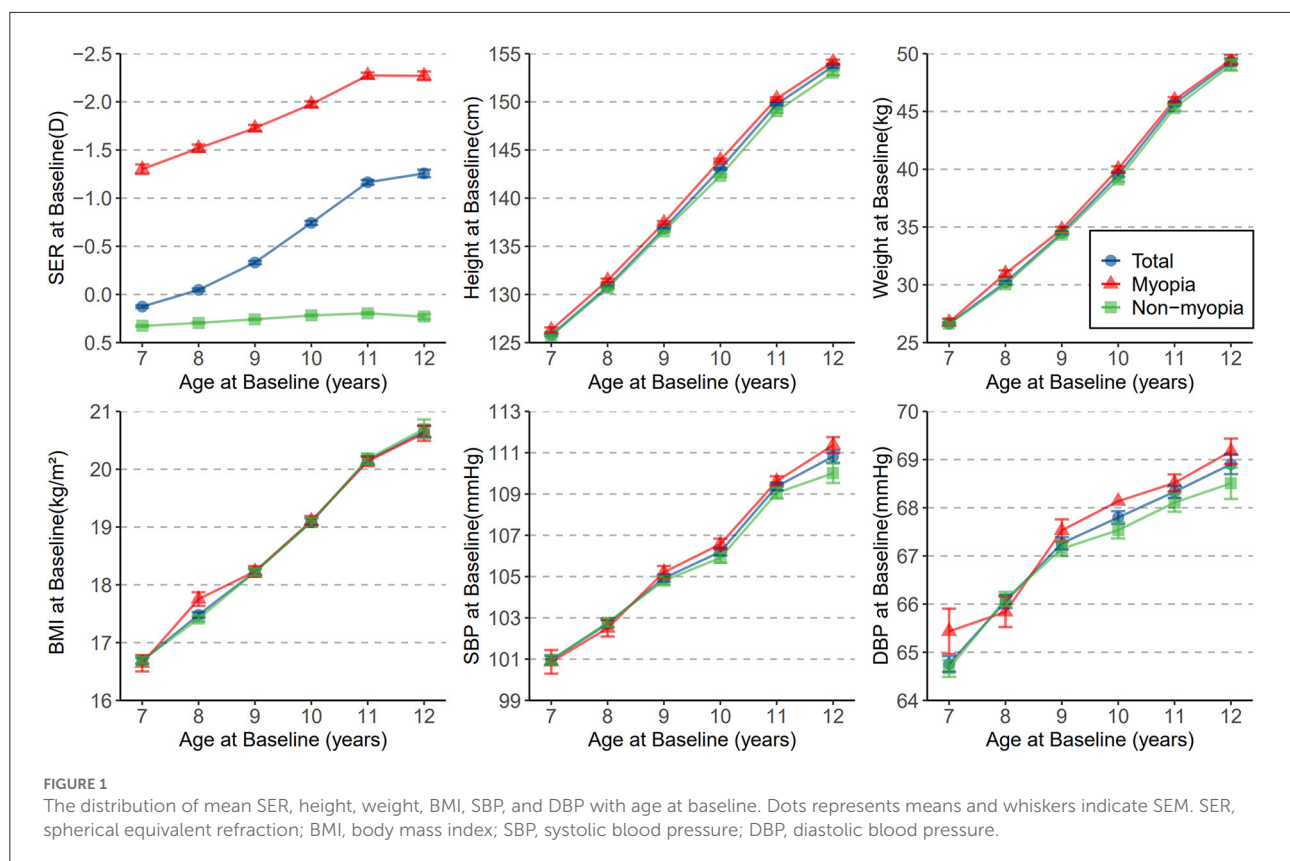 SER at Baseline(D)
−2.5
−2.0
−1.5
−1.0
−0.5
0.0
0.5
7 8 9 10 11 12
Age at Baseline (years)
Height at Baseline(cm)
155
150
145
140
135
130
125
7 8 9 10 11 12
Age at Baseline (years)
Weight at Baseline(kg)
50
45
40
35
30
25
7 8 9 10 11 12
Age at Baseline (years)
Total
Myopia
Non−myopia
BMI at Baseline(kg/m²)
21
20
19
18
17
16
7 8 9 10 11 12
Age at Baseline (years)
SBP at Baseline(mmHg)
113
111
109
107
105
103
101
99
7 8 9 10 11 12
Age at Baseline (years)
DBP at Baseline(mmHg)
70
69
68
67
66
65
64
7 8 9 10 11 12
Age at Baseline (years)
FIGURE 1
The distribution of mean SER, height, weight, BMI, SBP, and DBP with age at baseline. Dots represents means and whiskers indicate SEM. SER,
spherical equivalent refraction; BMI, body mass index; SBP, systolic blood pressure; DBP, diastolic blood pressure.